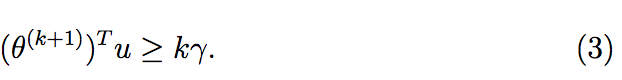 (θ^{(k+1)})^T u ≥ kγ. (3)